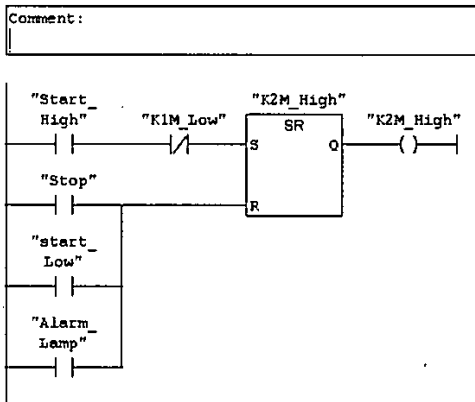 Comment:
"Start_
High"
"K1M_Low"
"K2M_High"
SR
"K2M_High"
S
Q
"Stop"
R
"start_
Low"
"Alarm_
Lamp"